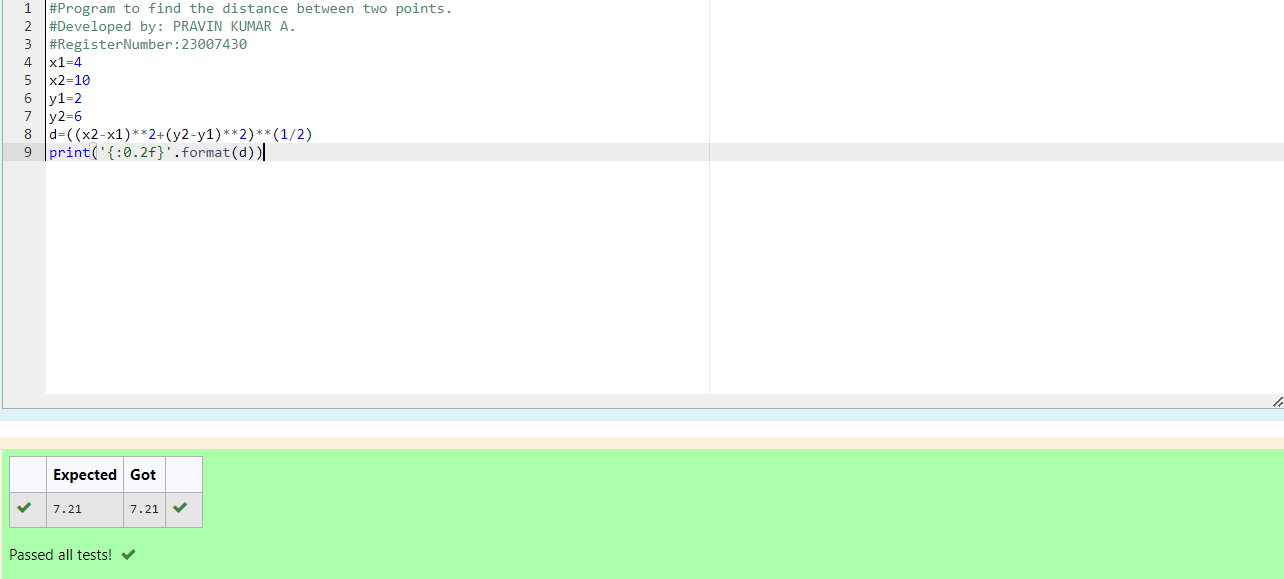 1 #Program to find the distance between two points.
2 #Developed by: PRAVIN KUMAR A.
3 #RegisterNumber:23007430
4 x1=4
5 x2=10
6 y1=2
7 y2=6
8 d=((x2-x1)**2+(y2-y1)**2)**(1/2)
9 print('{:0.2f}'.format(d))
Expected Got
7.21 7.21
Passed all tests!